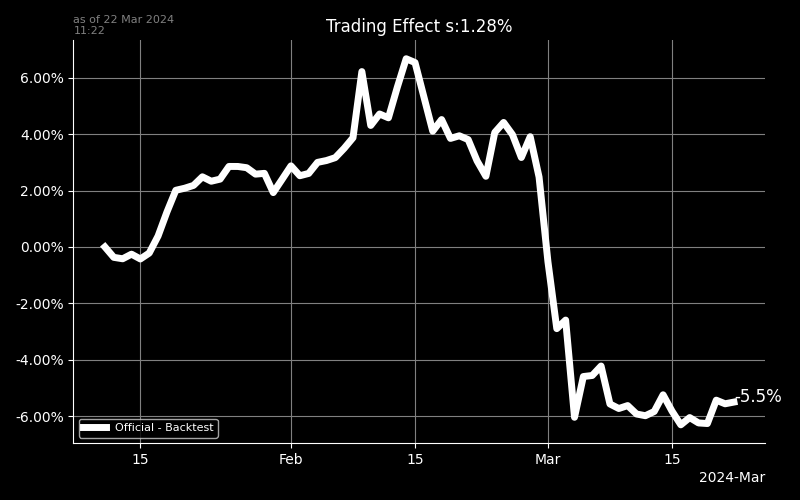 as of 22 Mar 2024
11:22
Trading Effect s:1.28%
6.00%
4.00%
2.00%
0.00%
-2.00%
-4.00%
-6.00%
-5.5%
Official - Backtest
15
Feb
15
Mar
15
2024-Mar